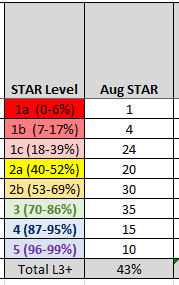 STAR Level Aug STAR
1a (0-6%) 1
1b (7-17%) 4
1c (18-39%) 24
2a (40-52%) 20
2b (53-69%) 30
3 (70-86%) 35
4 (87-95%) 15
5 (96-99%) 10
Total L3+ 43%